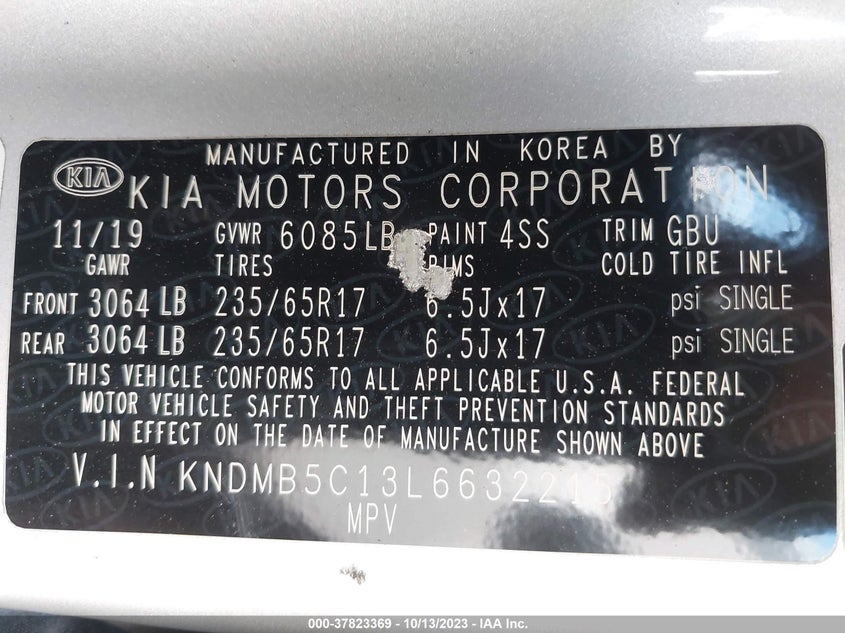 MANUFACTURED IN KOREA BY
KIA KIA MOTORS CORPORATION
11/19 GVWR 6085LB PAINT 4SS TRIM GBU
GAWR TIRES RIMS COLD TIRE INFL
FRONT 3064 LB 235/65R17 6.5Jx17 psi SINGLE
REAR 3064 LB 235/65R17 6.5Jx17 psi SINGLE
THIS VEHICLE CONFORMS TO ALL APPLICABLE U.S.A. FEDERAL
MOTOR VEHICLE SAFETY AND THEFT PREVENTION STANDARDS
IN EFFECT ON THE DATE OF MANUFACTURE SHOWN ABOVE
V.I.N KNDMB5C13L6632215
MPV
000-37823369 - 10/13/2023 - IAA Inc.